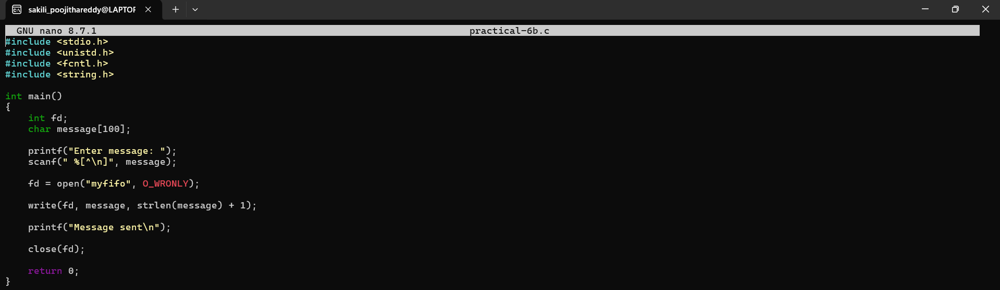 sakili_poojithareddy@LAPTOP
GNU nano 8.7.1 practical-6b.c
#include <stdio.h>
#include <unistd.h>
#include <fcntl.h>
#include <string.h>
int main()
{
    int fd;
    char message[100];
    printf("Enter message: ");
    scanf(" %[^\n]", message);
    fd = open("myfifo", O_WRONLY);
    write(fd, message, strlen(message) + 1);
    printf("Message sent\n");
    close(fd);
    return 0;
}